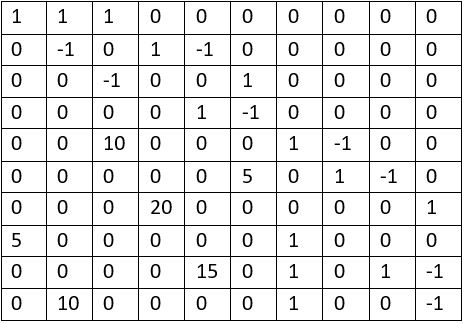 1 1 1 0 0 0 0 0 0 0
0 -1 0 1 -1 0 0 0 0 0
0 0 -1 0 0 1 0 0 0 0
0 0 0 0 1 -1 0 0 0 0
0 0 10 0 0 0 1 -1 0 0
0 0 0 0 0 5 0 1 -1 0
0 0 0 20 0 0 0 0 0 1
5 0 0 0 0 0 1 0 0 0
0 0 0 0 15 0 1 0 1 -1
0 10 0 0 0 0 1 0 0 -1